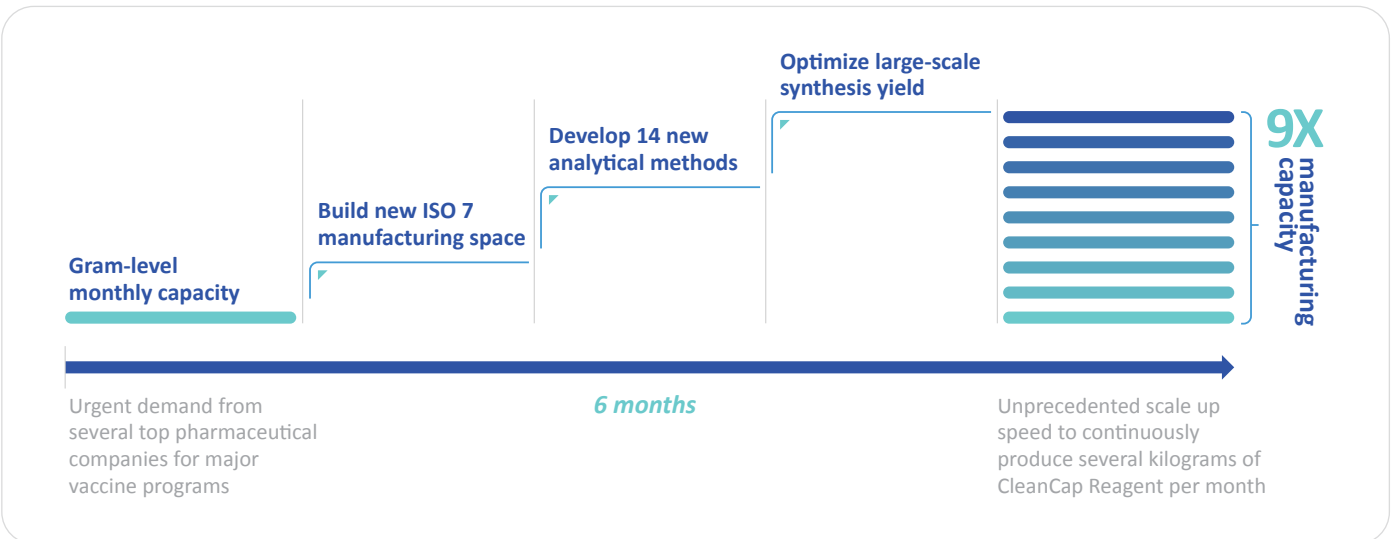 Gram-level
monthly capacity
Build new ISO 7
manufacturing space
Develop 14 new
analytical methods
Optimize large-scale
synthesis yield
9X
manufacturing
capacity
Urgent demand from
several top pharmaceutical
companies for major
vaccine programs
6 months
Unprecedented scale up
speed to continuously
produce several kilograms of
CleanCap Reagent per month